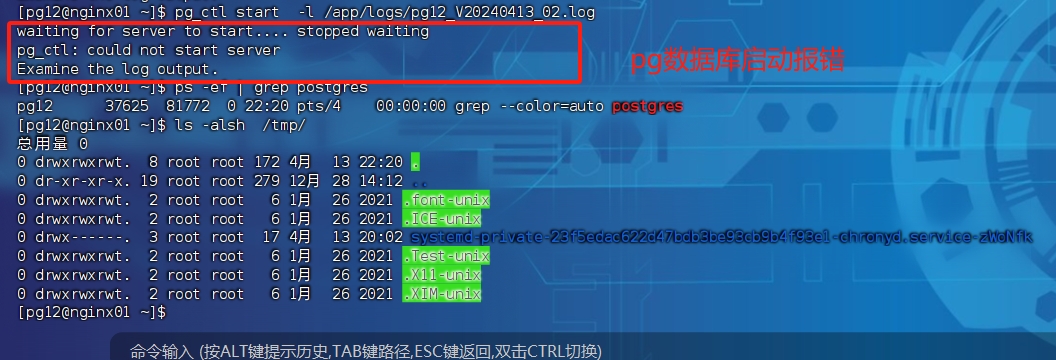 [pg12@nginx01 ~]$ pg_ctl start  -l /app/logs/pg12_V20240413_02.log
waiting for server to start.... stopped waiting
pg_ctl: could not start server
Examine the log output.
pg数据库启动报错
[pg12@nginx01 ~]$ ps -ef | grep postgres
pg12      37625  81772  0 22:20 pts/4    00:00:00 grep --color=auto postgres
[pg12@nginx01 ~]$ ls -alsh  /tmp/
总用量 0
0 drwxrwxrwt.  8 root root 172 4月  13 22:20 .
0 dr-xr-xr-x. 19 root root 279 12月 28 14:12 ..
0 drwxrwxrwt.  2 root root   6 1月  26 2021 .font-unix
0 drwxrwxrwt.  2 root root   6 1月  26 2021 .ICE-unix
0 drwx------.  3 root root  17 4月  13 20:02 systemd-private-23f5edac622d47bdb3be93cb9b4f93e1-chronyd.service-zWoNfk
0 drwxrwxrwt.  2 root root   6 1月  26 2021 .Test-unix
0 drwxrwxrwt.  2 root root   6 1月  26 2021 .X11-unix
0 drwxrwxrwt.  2 root root   6 1月  26 2021 .XIM-unix
[pg12@nginx01 ~]$
命令输入 (按ALT键提示历史,TAB键路径,ESC键返回,双击CTRL切换)